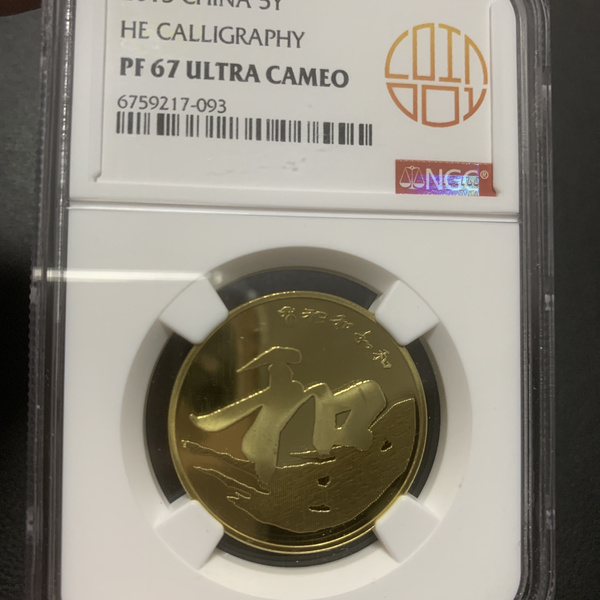 CHINA 5Y
HE CALLIGRAPHY
PF 67 ULTRA CAMEO
6759217-093
COIN
NGC®
和